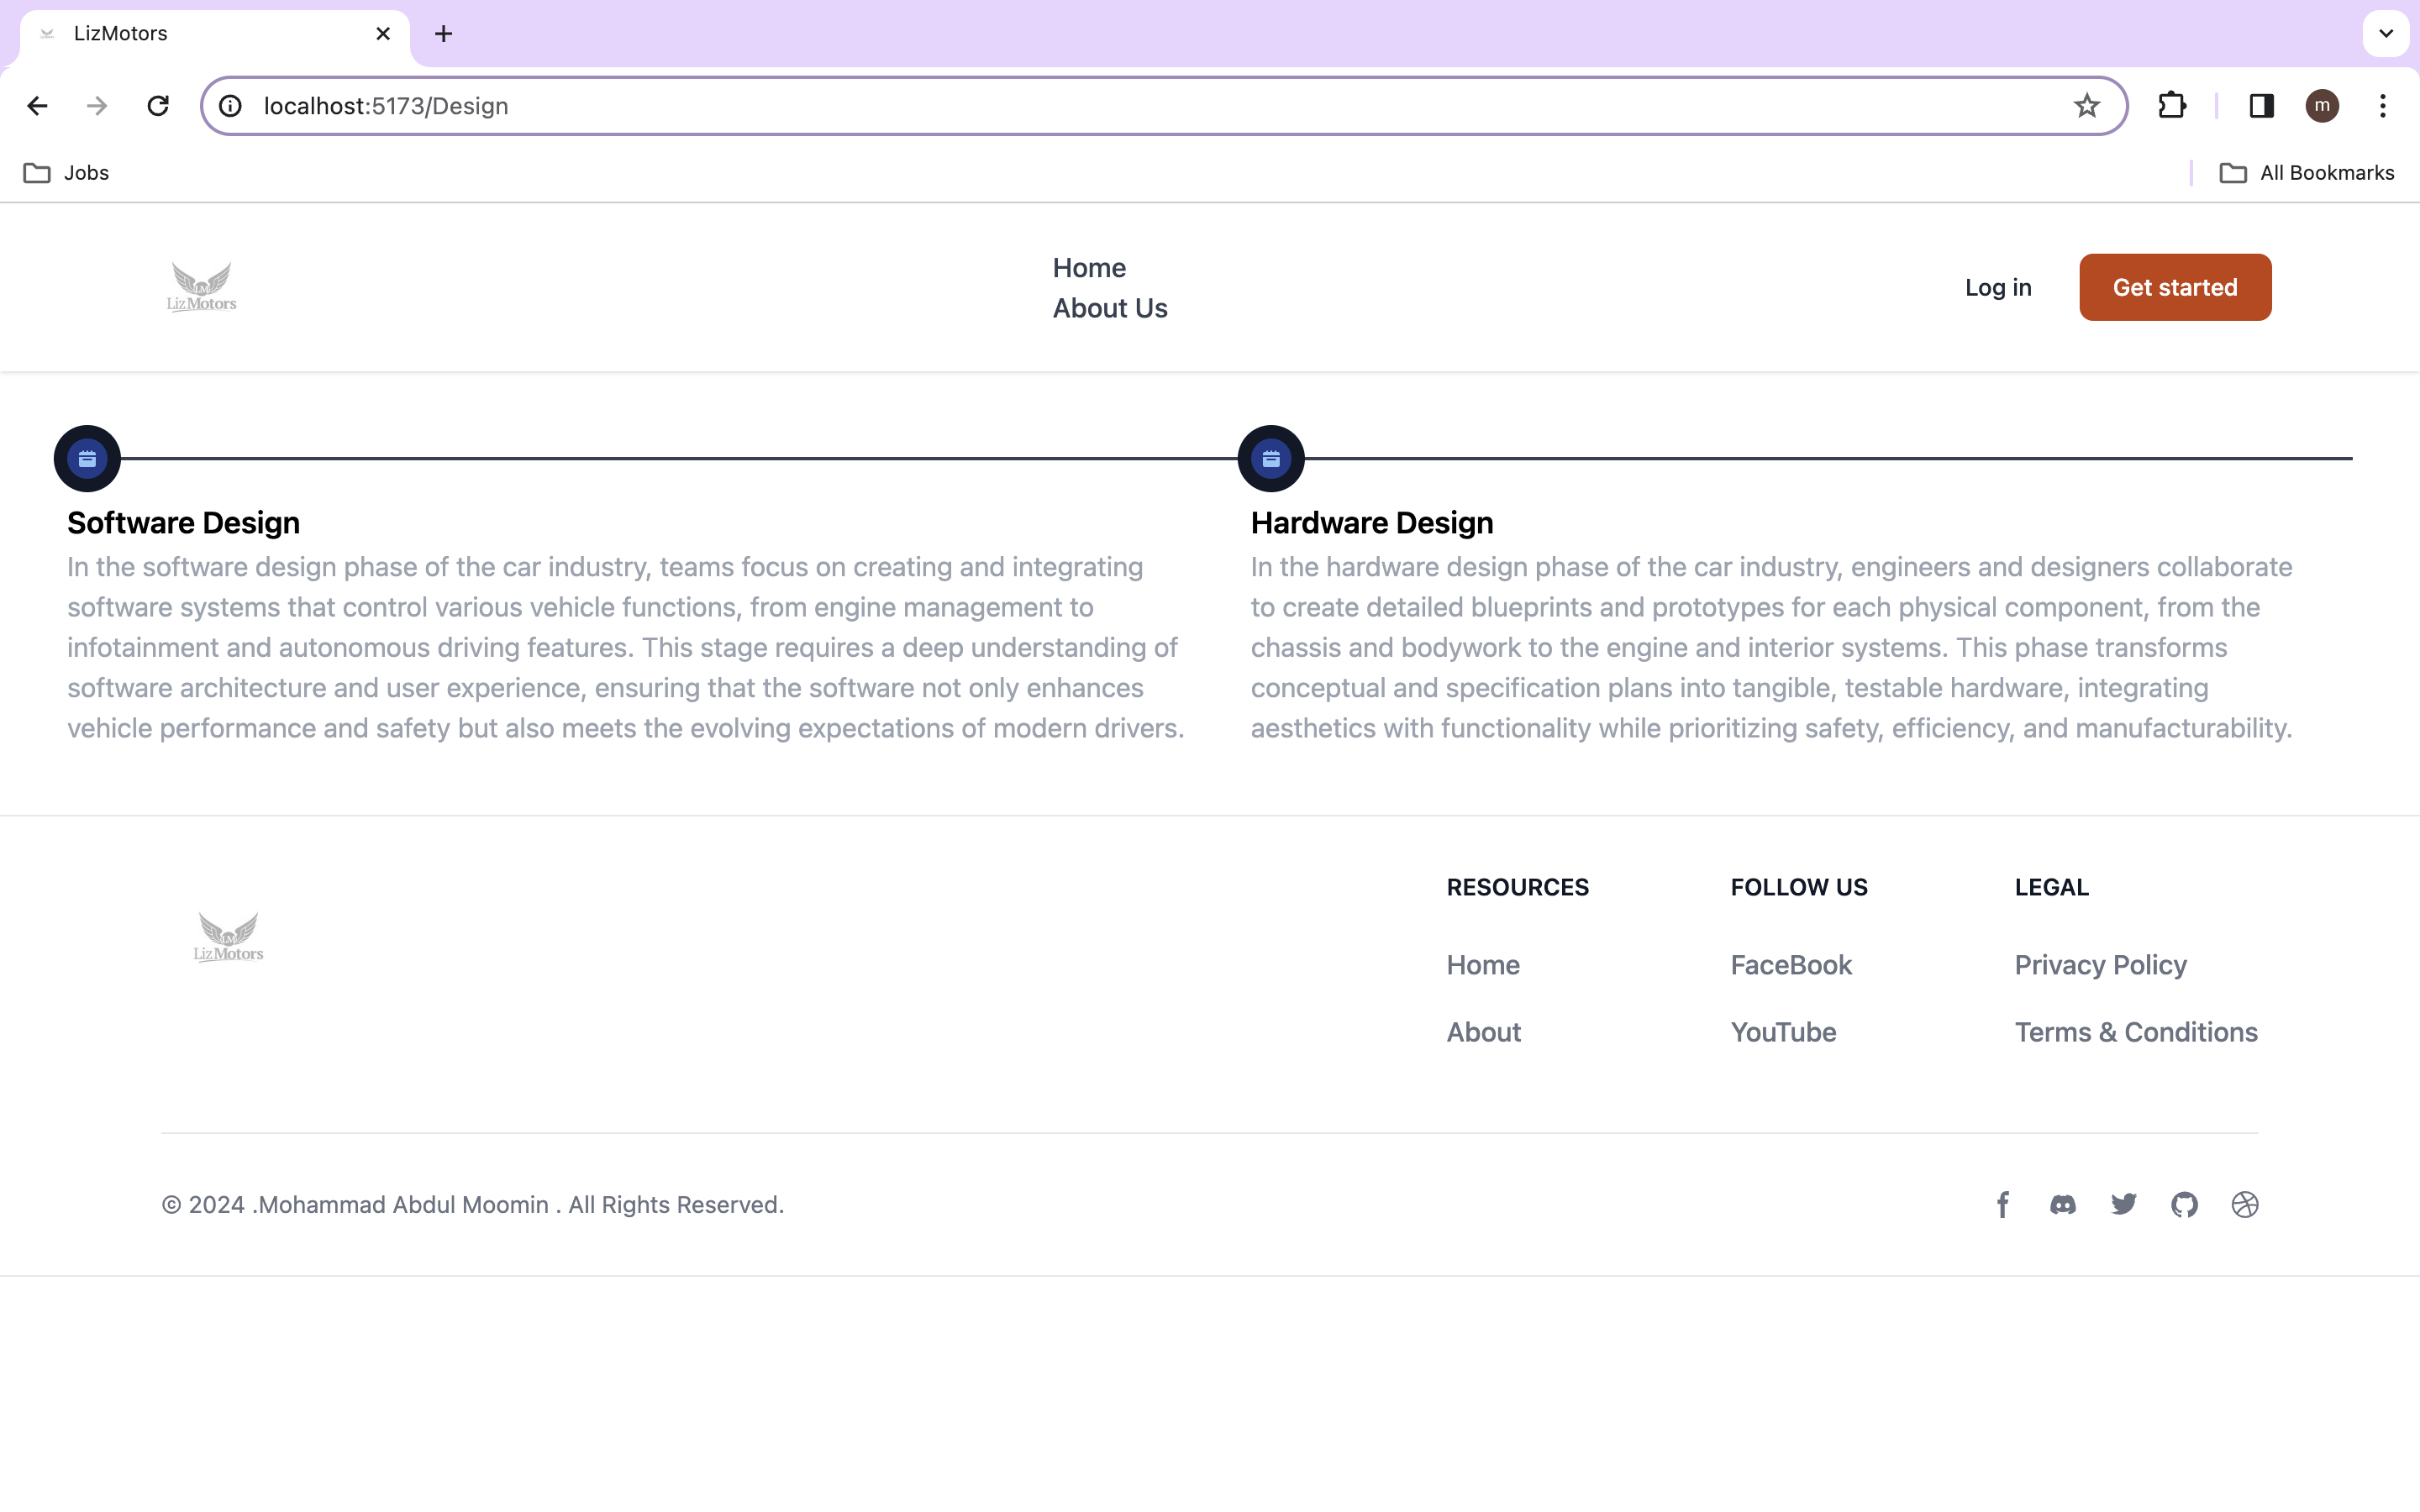 LizMotors
localhost:5173/Design
m
Jobs
All Bookmarks
LM
LizMotors
Home
About Us
Log in
Get started
Software Design
In the software design phase of the car industry, teams focus on creating and integrating
software systems that control various vehicle functions, from engine management to
infotainment and autonomous driving features. This stage requires a deep understanding of
software architecture and user experience, ensuring that the software not only enhances
vehicle performance and safety but also meets the evolving expectations of modern drivers.
Hardware Design
In the hardware design phase of the car industry, engineers and designers collaborate
to create detailed blueprints and prototypes for each physical component, from the
chassis and bodywork to the engine and interior systems. This phase transforms
conceptual and specification plans into tangible, testable hardware, integrating
aesthetics with functionality while prioritizing safety, efficiency, and manufacturability.
LM
LizMotors
RESOURCES
Home
About
FOLLOW US
FaceBook
YouTube
LEGAL
Privacy Policy
Terms & Conditions
© 2024 .Mohammad Abdul Moomin . All Rights Reserved.